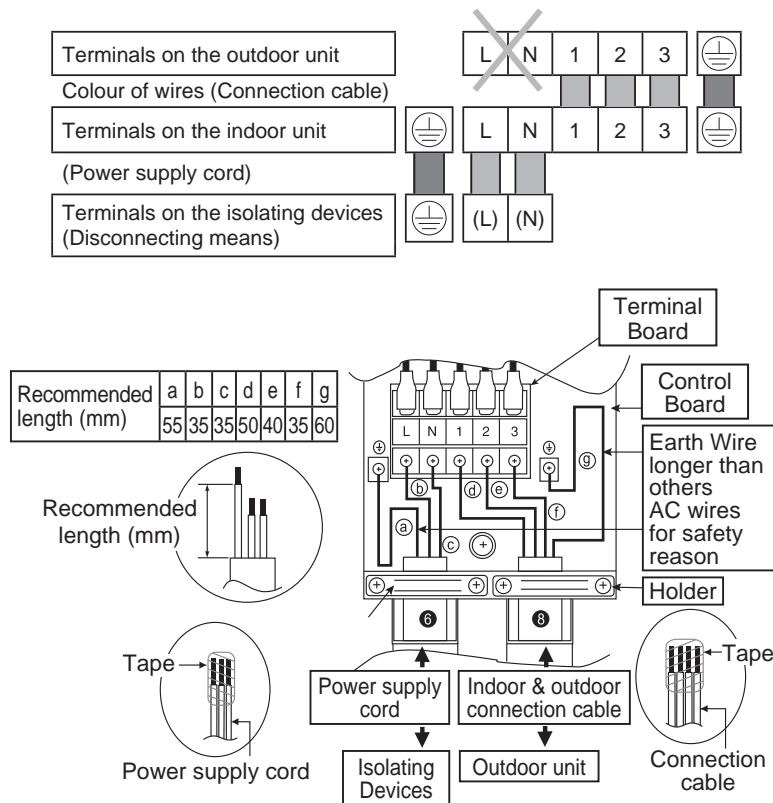 Terminals on the outdoor unit L N 1 2 3
Colour of wires (Connection cable)
Terminals on the indoor unit L N 1 2 3
(Power supply cord)
Terminals on the isolating devices (L) (N)
(Disconnecting means)
Terminal
Board
Recommended a b c d e f g
length (mm) 55 35 35 50 40 35 60
Control
Board
L N 1 2 3
Earth Wire
longer than
others
AC wires
for safety
reason
g
b d e
f
a
c
Recommended
length (mm)
Holder
6 8
Tape
Tape
Power supply
cord
Indoor & outdoor
connection cable
Power supply cord
Isolating
Devices
Outdoor unit
Connection
cable